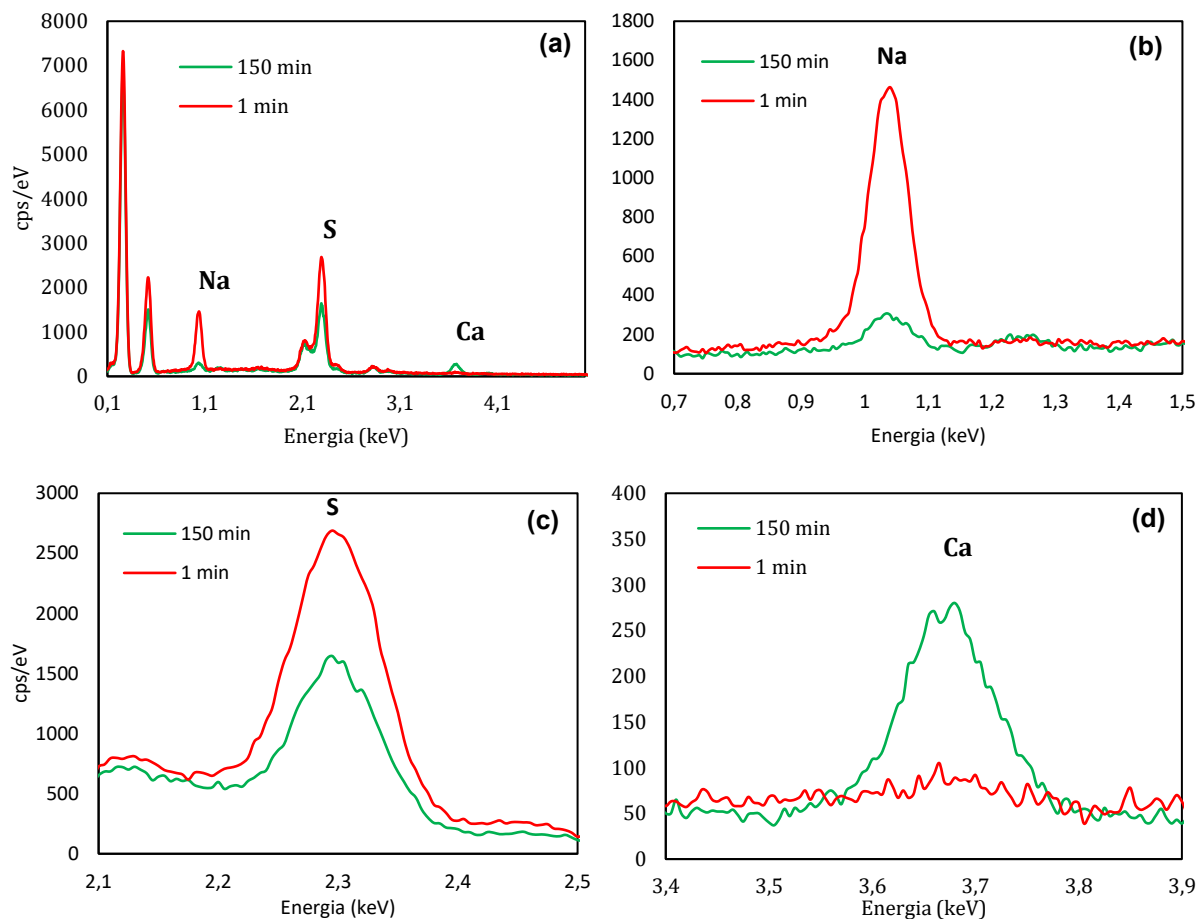 (a)
8000
7000
6000
5000
4000
3000
2000
1000
0
cps/eV
150 min
1 min
Na
S
Ca
0,1 1,1 2,1 3,1 4,1
Energia (keV)
(b)
1800
1600
1400
1200
1000
800
600
400
200
0
150 min
1 min
Na
0,7 0,8 0,9 1 1,1 1,2 1,3 1,4 1,5
Energia (keV)
(c)
3000
2500
2000
1500
1000
500
0
cps/eV
150 min
1 min
S
2,1 2,2 2,3 2,4 2,5
Energia (keV)
(d)
400
350
300
250
200
150
100
50
0
150 min
1 min
Ca
3,4 3,5 3,6 3,7 3,8 3,9
Energia (keV)